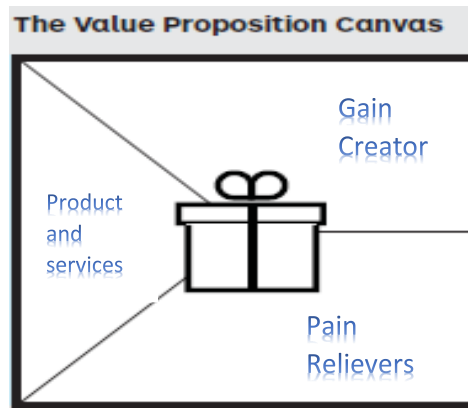 The Value Proposition Canvas
Gain
Creator
Product
and
services
Pain
Relievers